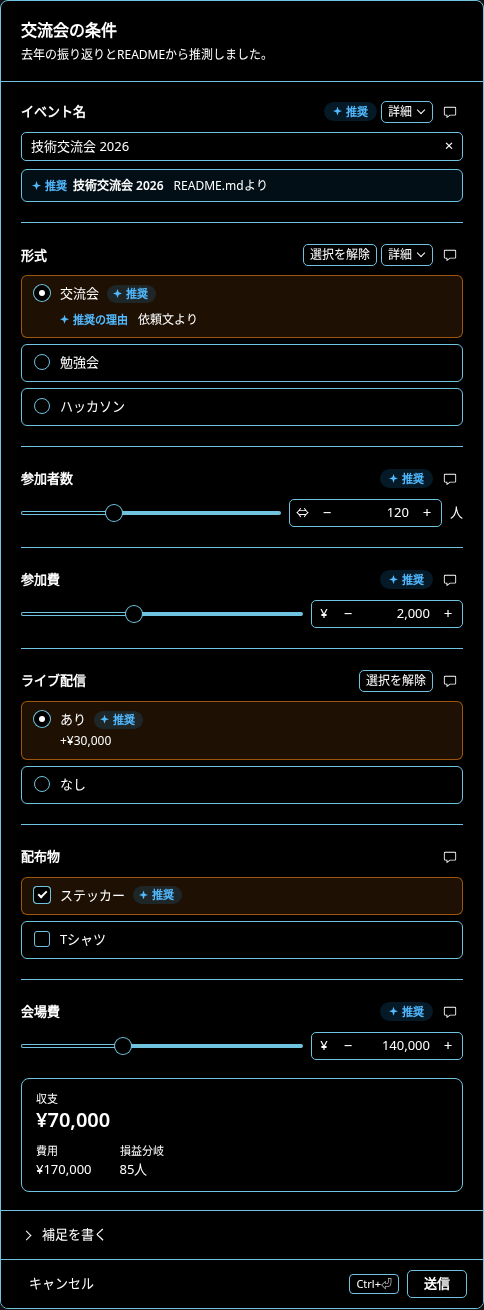 交流会の条件
去年の振り返りとREADMEから推測しました。
イベント名 推奨 詳細
技術交流会 2026 ×
推奨 技術交流会 2026 README.mdより
形式 選択を解除 詳細
交流会 推奨
推奨の理由 依頼文より
勉強会
ハッカソン
参加者数 推奨
− 120 + 人
参加費 推奨
¥ − 2,000 +
ライブ配信 選択を解除
あり 推奨
+¥30,000
なし
配布物
ステッカー 推奨
Tシャツ
会場費 推奨
¥ − 140,000 +
収支
¥70,000
費用 損益分岐
¥170,000 85人
補足を書く
キャンセル Ctrl+⏎ 送信